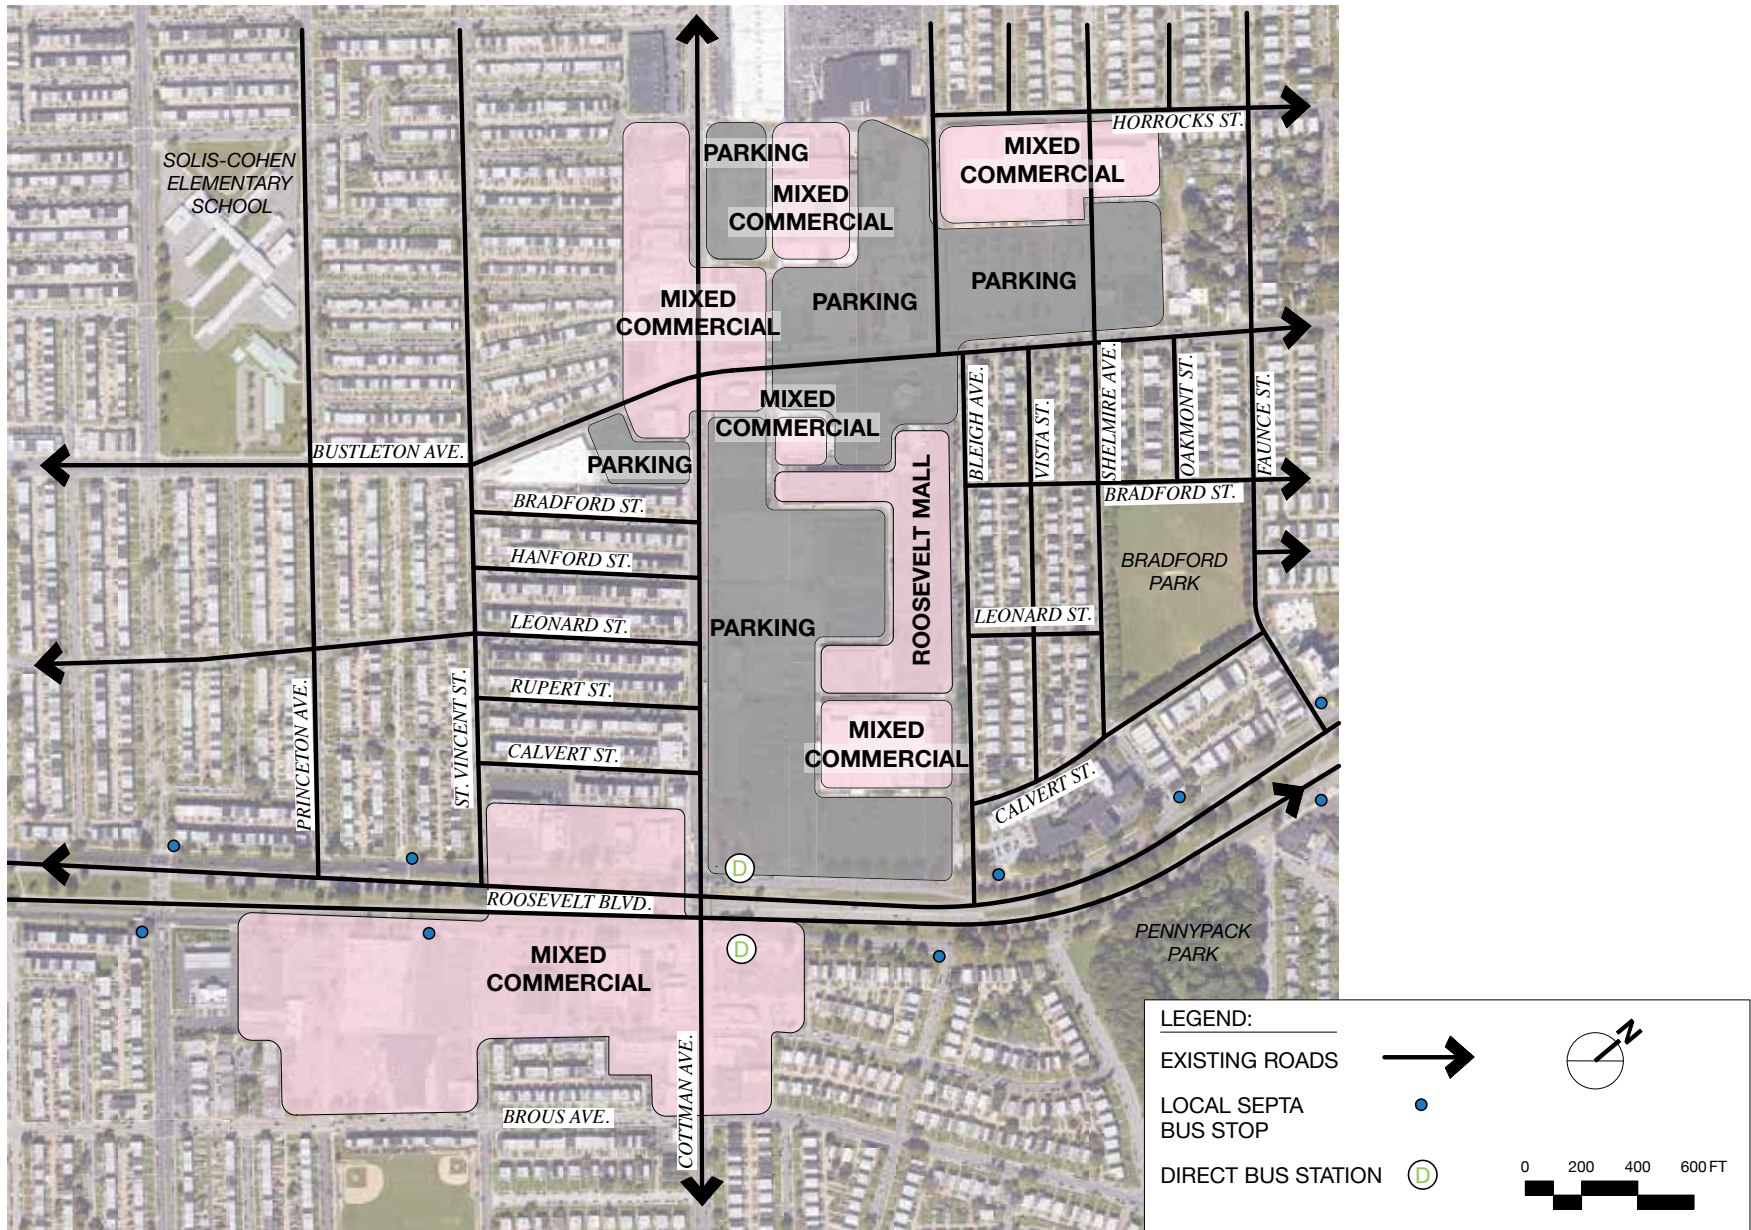 HORROCKS ST.
SOLIS-COHEN
ELEMENTARY
SCHOOL
PARKING
MIXED
COMMERCIAL
MIXED
COMMERCIAL
MIXED
COMMERCIAL
PARKING
PARKING
MIXED
COMMERCIAL
BUSTLETON AVE.
PARKING
BLEIGH AVE.
VISTA ST.
SHELMIRE AVE.
OAKMONT ST.
FAUNCE ST.
BRADFORD ST.
BRADFORD ST.
HANFORD ST.
LEONARD ST.
RUPERT ST.
CALVERT ST.
PARKING
ROOSEVELT MALL
BRADFORD
PARK
LEONARD ST.
PRINCETON AVE.
ST. VINCENT ST.
MIXED
COMMERCIAL
CALVERT ST.
D
ROOSEVELT BLVD.
D
MIXED
COMMERCIAL
PENNYPACK
PARK
COTTMAN AVE.
BROUS AVE.
LEGEND:
N
EXISTING ROADS
LOCAL SEPTA
BUS STOP
DIRECT BUS STATION D
0 200 400 600 FT